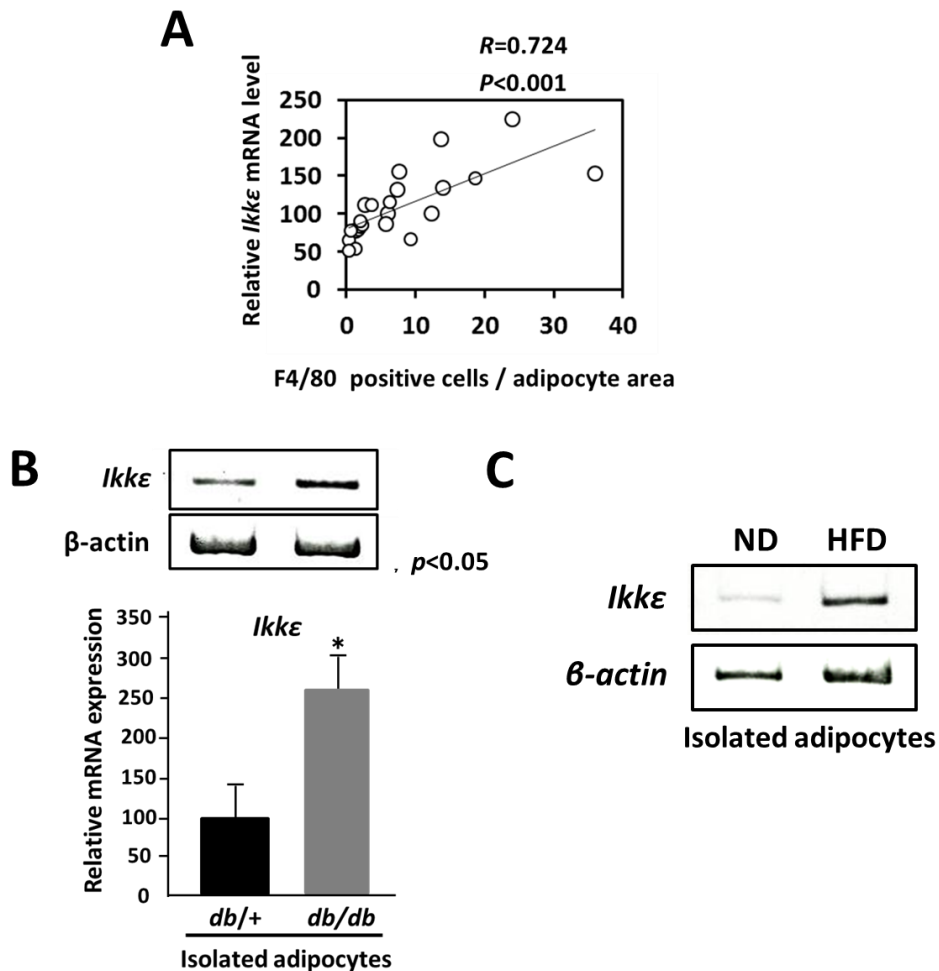 A
R=0.724
P<0.001
Relative Ikkε mRNA level
250
200
150
100
50
0
0 10 20 30 40
F4/80 positive cells / adipocyte area
B
Ikkε
β-actin
, p<0.05
Relative mRNA expression
350
300
250
200
150
100
50
0
Ikkε
*
db/+ db/db
Isolated adipocytes
C
ND HFD
Ikkε
β-actin
Isolated adipocytes